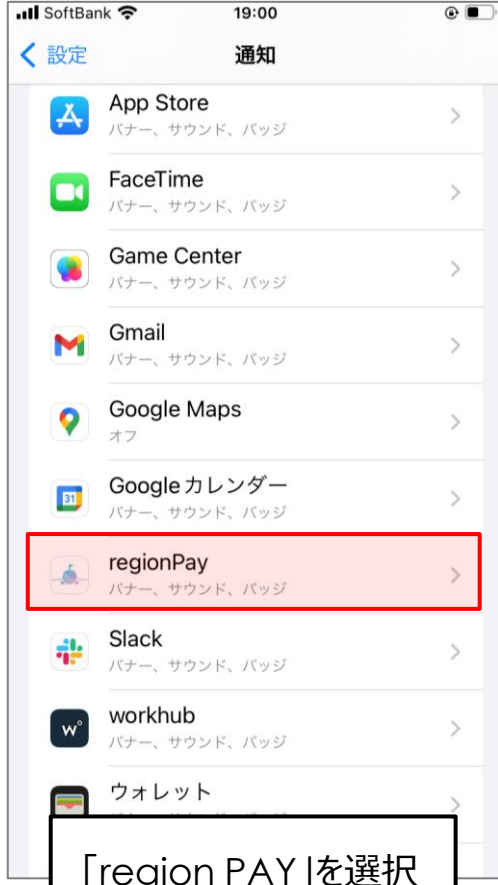 SoftBank 19:00
設定 通知
App Store
バナー、サウンド、バッジ
FaceTime
バナー、サウンド、バッジ
Game Center
バナー、サウンド、バッジ
Gmail
バナー、サウンド、バッジ
Google Maps
オフ
31
Googleカレンダー
バナー、サウンド、バッジ
regionPay
バナー、サウンド、バッジ
Slack
バナー、サウンド、バッジ
w°
workhub
バナー、サウンド、バッジ
ウォレット
「region PAY」を選択